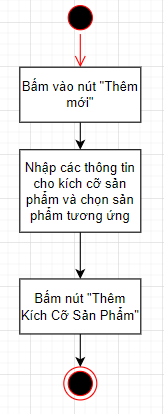 Bấm vào nút "Thêm
mới"
Nhập các thông tin
cho kích cỡ sản
phẩm và chọn sản
phẩm tương ứng
Bấm nút "Thêm
Kích Cỡ Sản Phẩm"